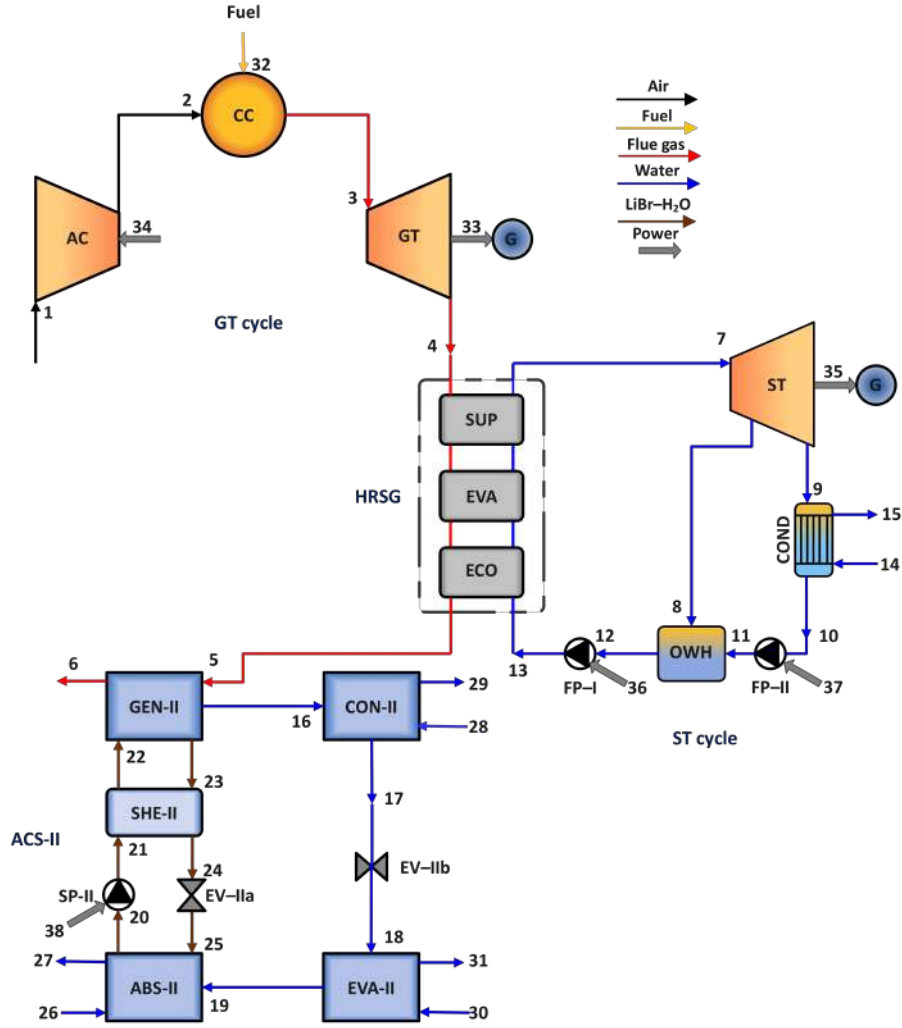 Fuel
32
2
CC
Air
Fuel
Flue gas
Water
LiBr–H₂O
Power
3
AC
34
GT
33
G
1
GT cycle
4
7
ST
35
G
SUP
HRSG
EVA
9
15
COND
14
ECO
8
10
12
11
OWH
6
5
13
FP–I
36
FP–II
37
GEN-II
29
CON-II
16
28
ST cycle
22
23
SHE-II
17
ACS-II
21
24
EV–IIb
SP-II
EV–IIa
38
20
25
18
27
31
ABS-II
EVA-II
26
19
30